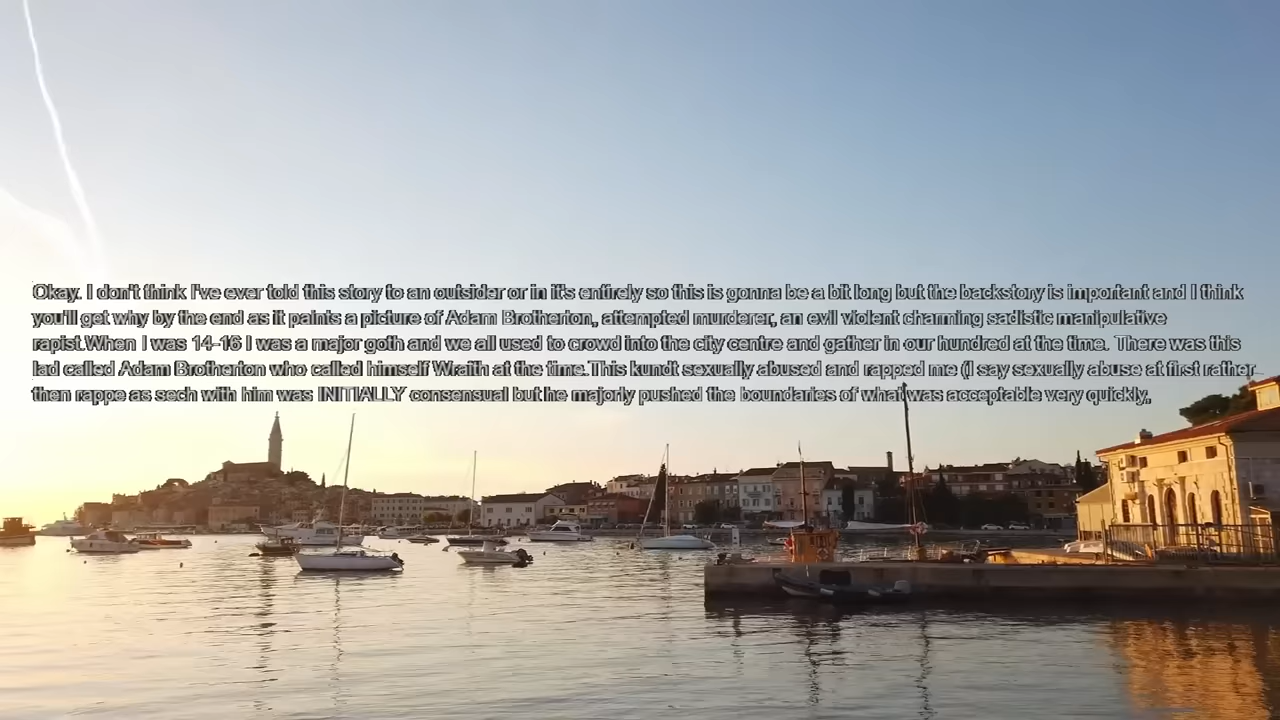 Okay. I don't think I've ever told this story to an outsider or in it's entirely so this is gonna be a bit long but the backstory is important and I think
you'll get why by the end as it paints a picture of Adam Brotherton,, attempted murderer, an evil violent charming sadistic manipulative
rapist.When I was 14-16 I was a major goth and we all used to crowd into the city centre and gather in our hundred at the time. There was this
lad called Adam Brotherton who called himself Wraith at the time.This kundt sexually abused and rapped me (I say sexually abuse at first rather
then rappe as sech with him was INITIALLY consensual but he majorly pushed the boundaries of what was acceptable very quickly,